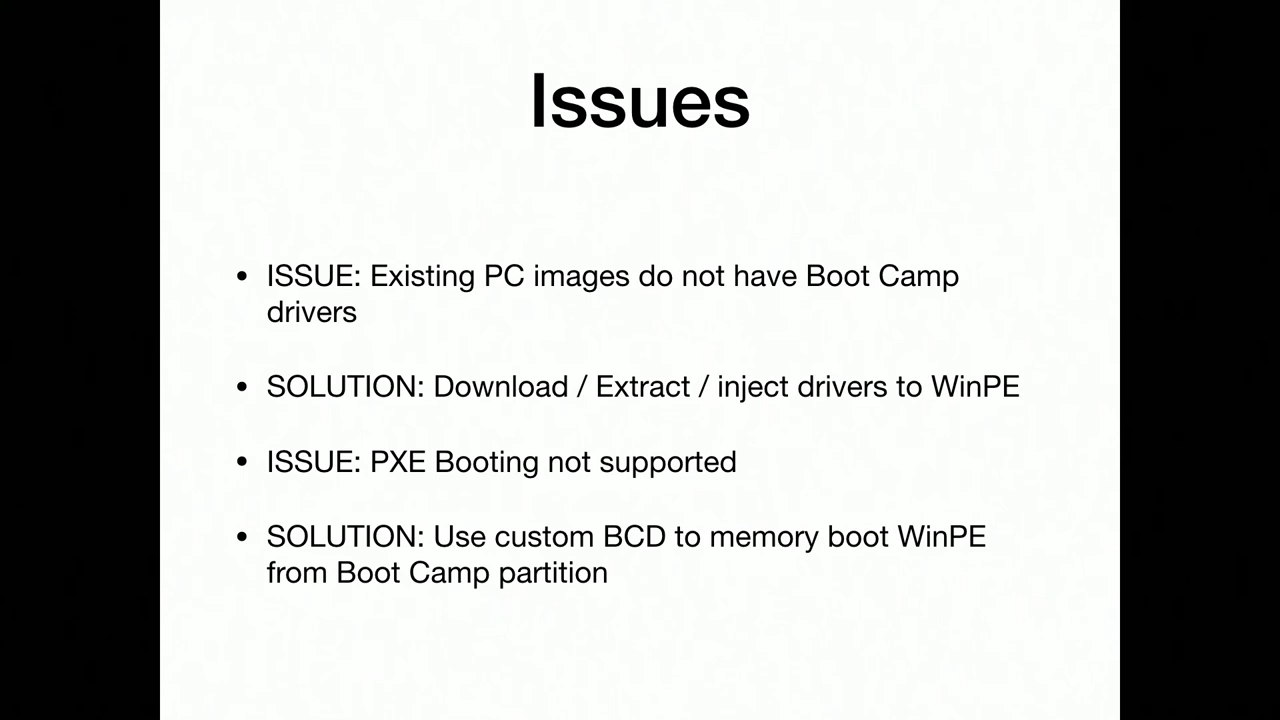 Issues
• ISSUE: Existing PC images do not have Boot Camp
drivers
• SOLUTION: Download / Extract / inject drivers to WinPE
• ISSUE: PXE Booting not supported
• SOLUTION: Use custom BCD to memory boot WinPE
from Boot Camp partition